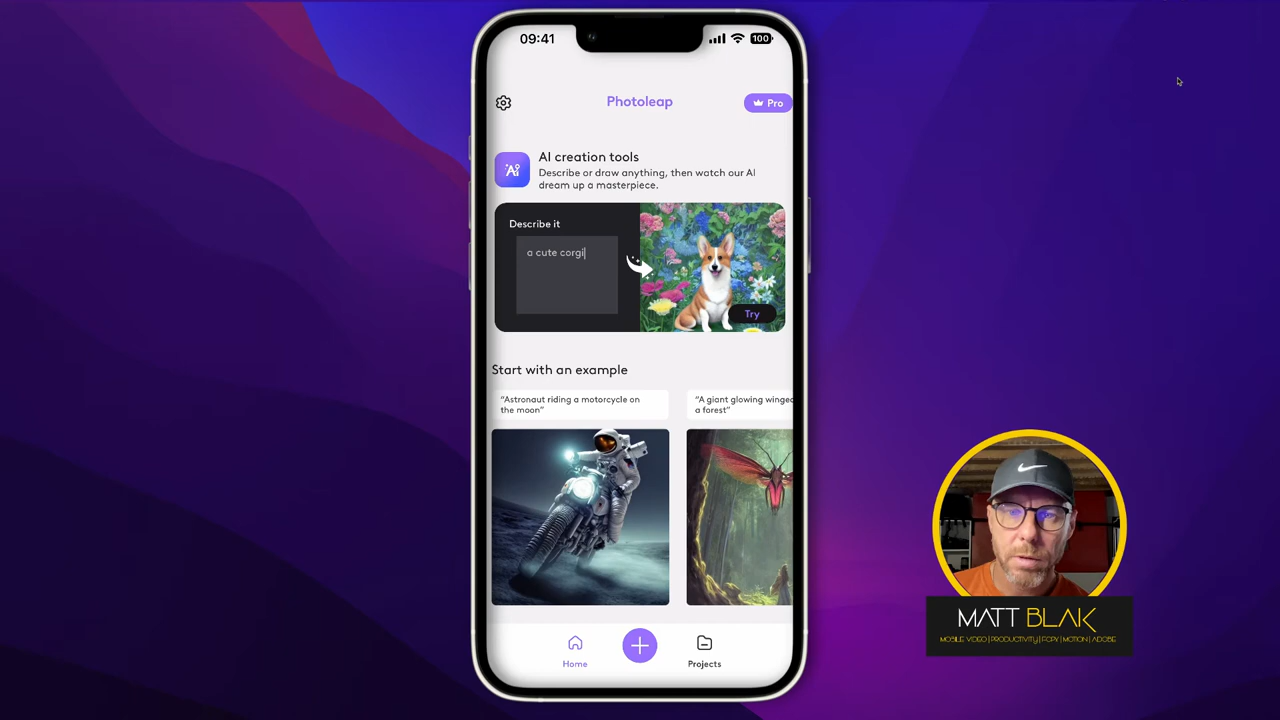 09:41
100
Photoleap
Pro
AI creation tools
Describe or draw anything, then watch our AI
dream up a masterpiece.
Describe it
a cute corgi
Try
Start with an example
“Astronaut riding a motorcycle on
the moon”
“A giant glowing winged
a forest”
Home
Projects
MATT BLAK
MOBILE VIDEO | PRODUCTIVITY | FCPX | MOTION | ADOBE